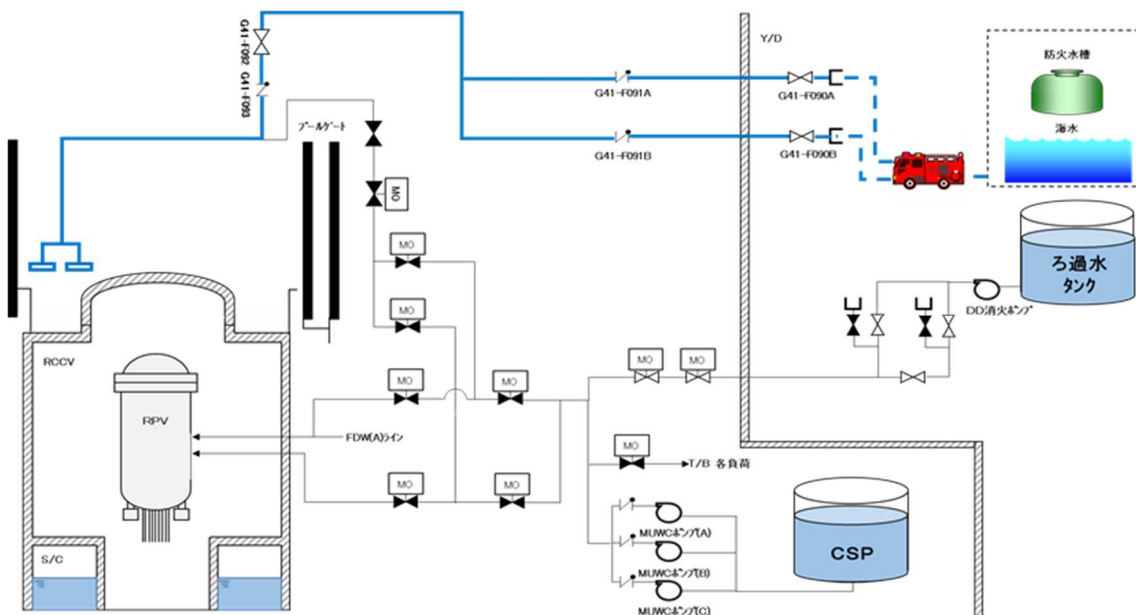 G41-F092
G41-F093
プールゲート
Y/D
G41-F091A
G41-F090A
G41-F091B
G41-F090B
防火水槽
海水
ろ過水
タンク
DD消火ポンプ
MO
MO
MO
MO
MO
MO
MO
MO
MO
MO
RCCV
RPV
FDW(A)ライン
T/B 各負荷
S/C
MUWCポンプ(A)
MUWCポンプ(B)
MUWCポンプ(C)
CSP